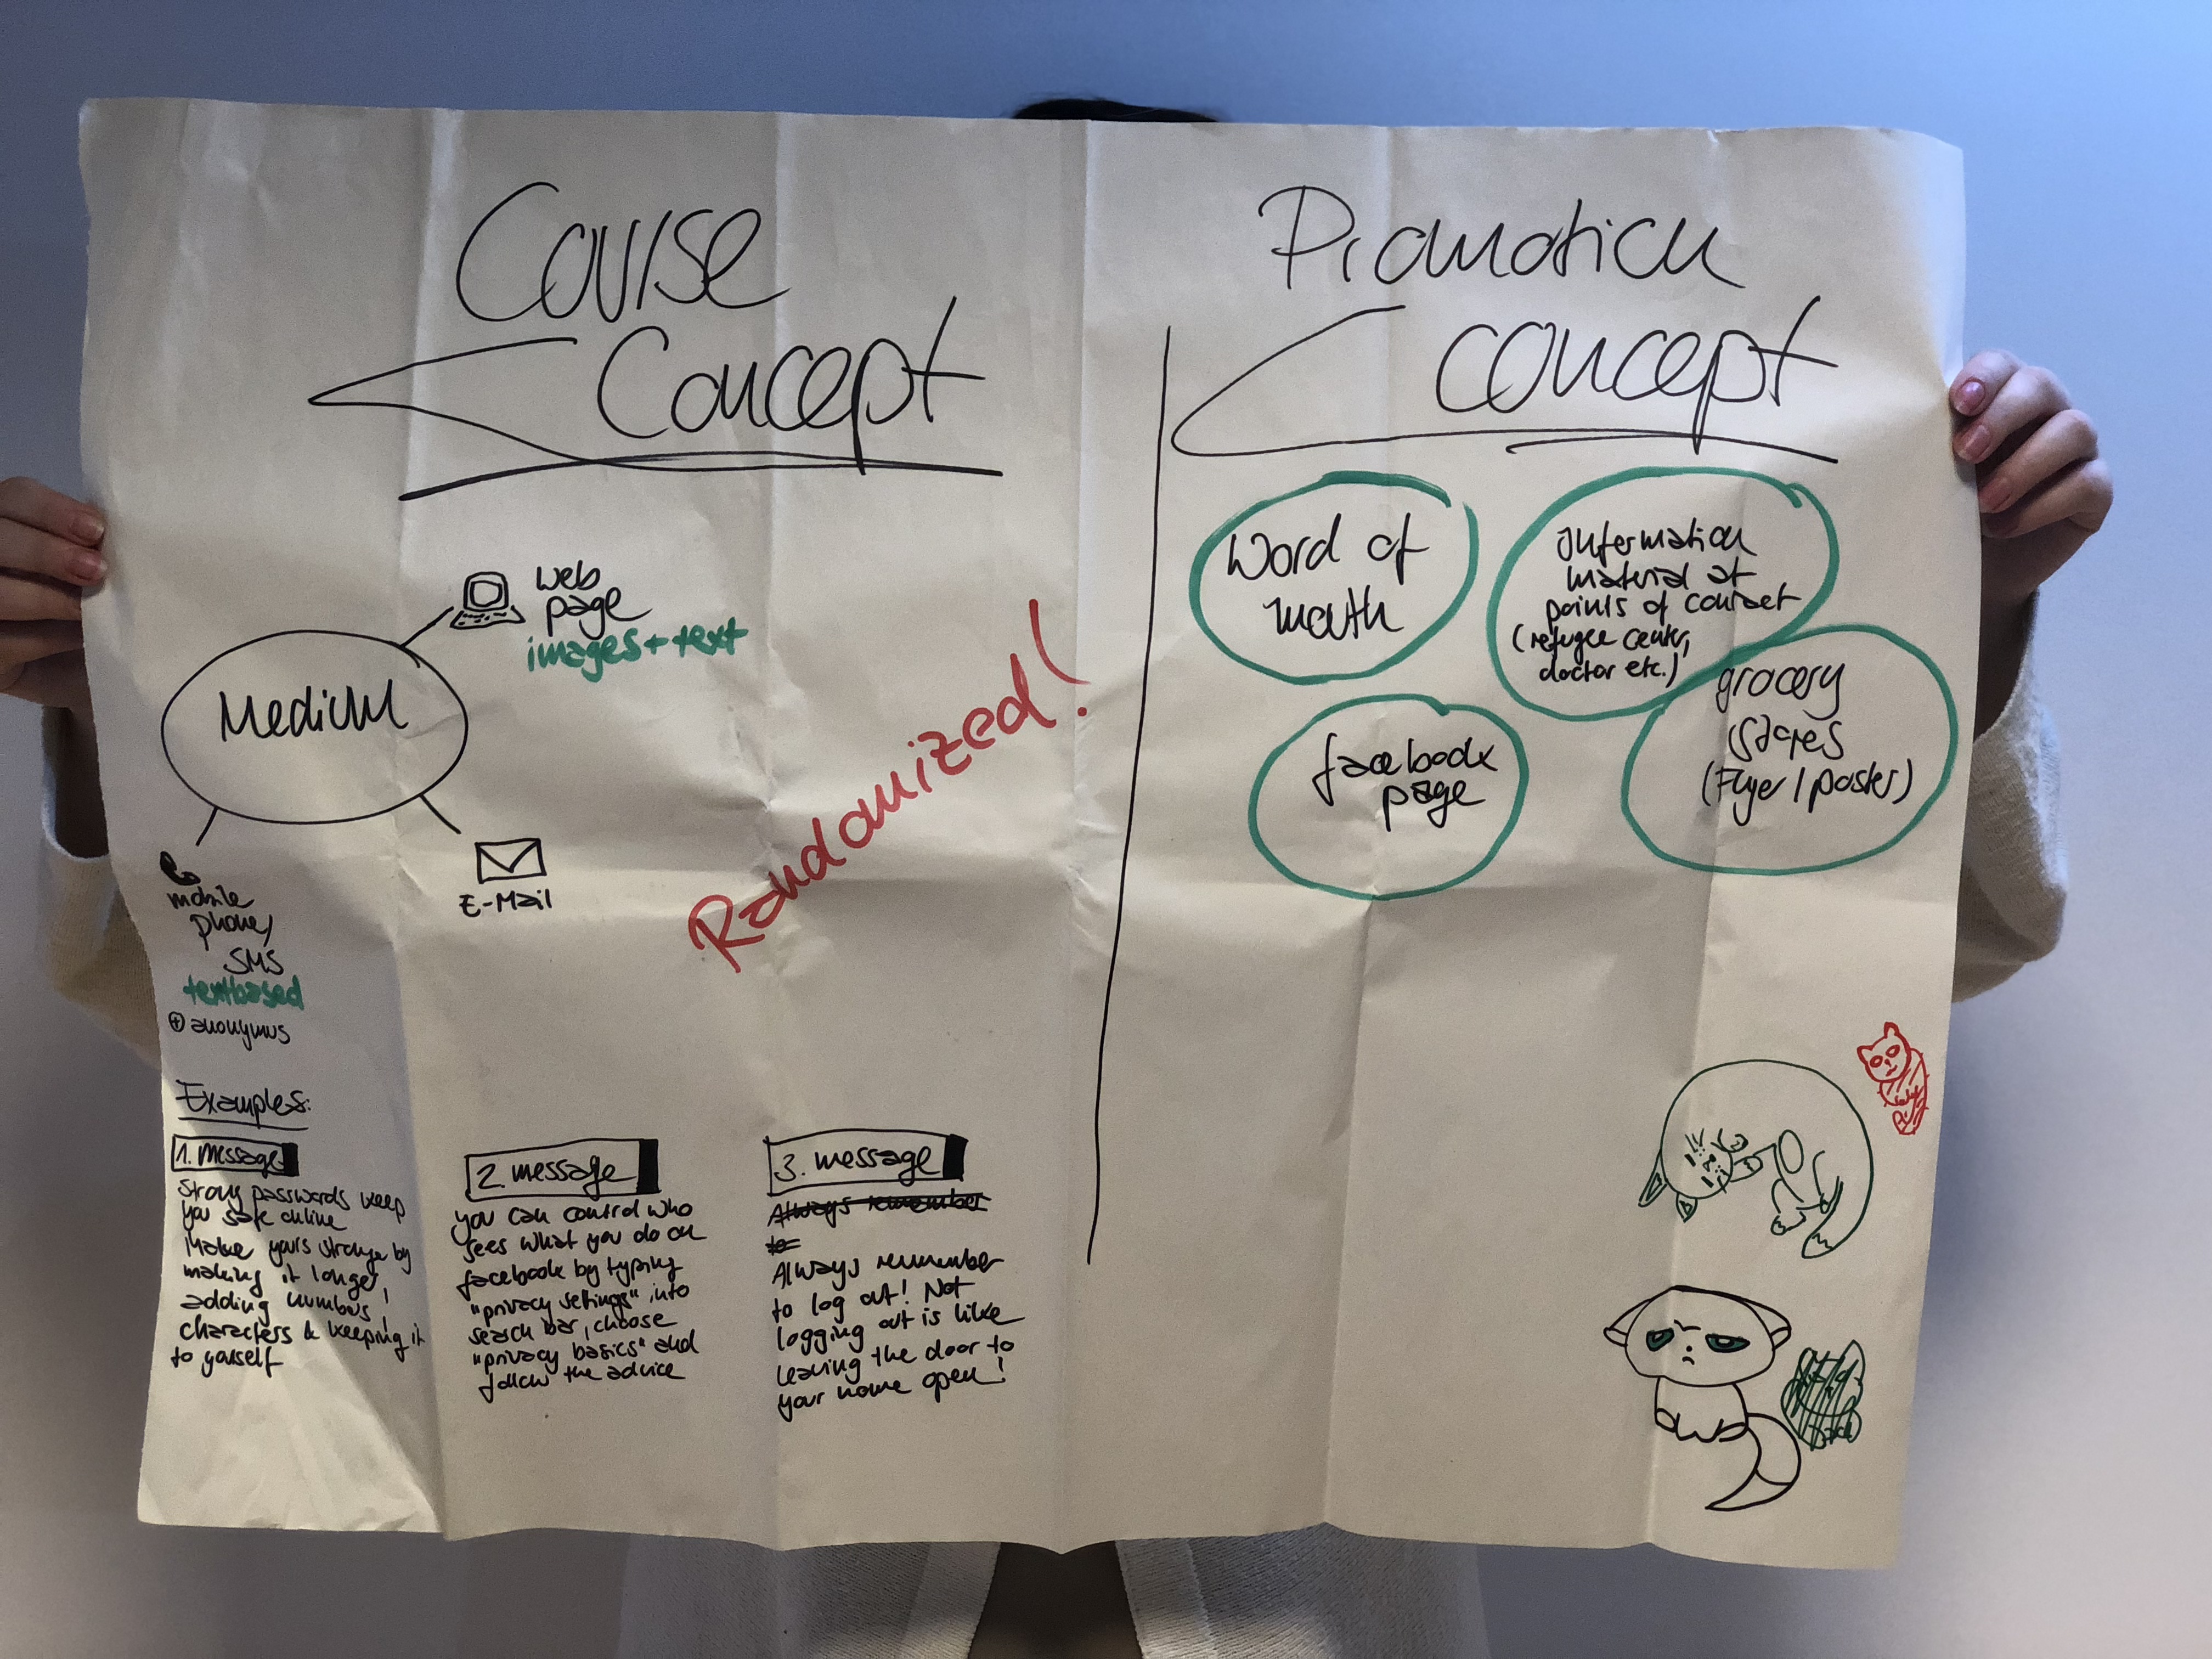 Course
Concept
Medium
web
page
images + text
E-Mail
mobile
phone/
SMS
textbased
⊕ anonymus
Randomized!
Examples:
1. message
Strong passwords keep
you safe online
Make yours stronger by
making it longer,
adding numbers,
characters & keeping it
to yourself
2. message
you can control who
sees what you do on
facebook by typing
"privacy settings" into
search bar, choose
"privacy basics" and
follow the advice
3. message
Always remember
to
Always remember
to log out! Not
logging out is like
leaving the door to
your home open!
Promotion
concept
Word of
mouth
Information
material at
points of contact
(refugee center,
doctor etc.)
facebook
page
grocery
stores
(Flyer / poster)